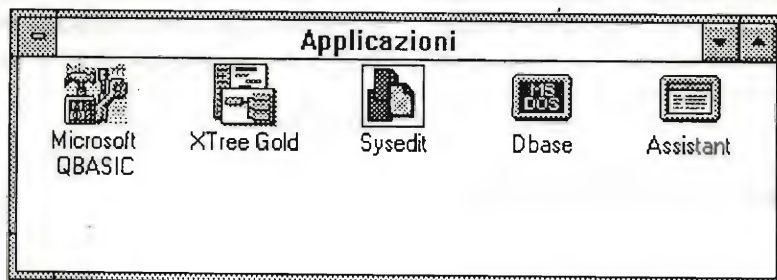 Applicazioni
MS
DOS
Microsoft
QBASIC
XTree Gold
Sysedit
Dbase
Assistant